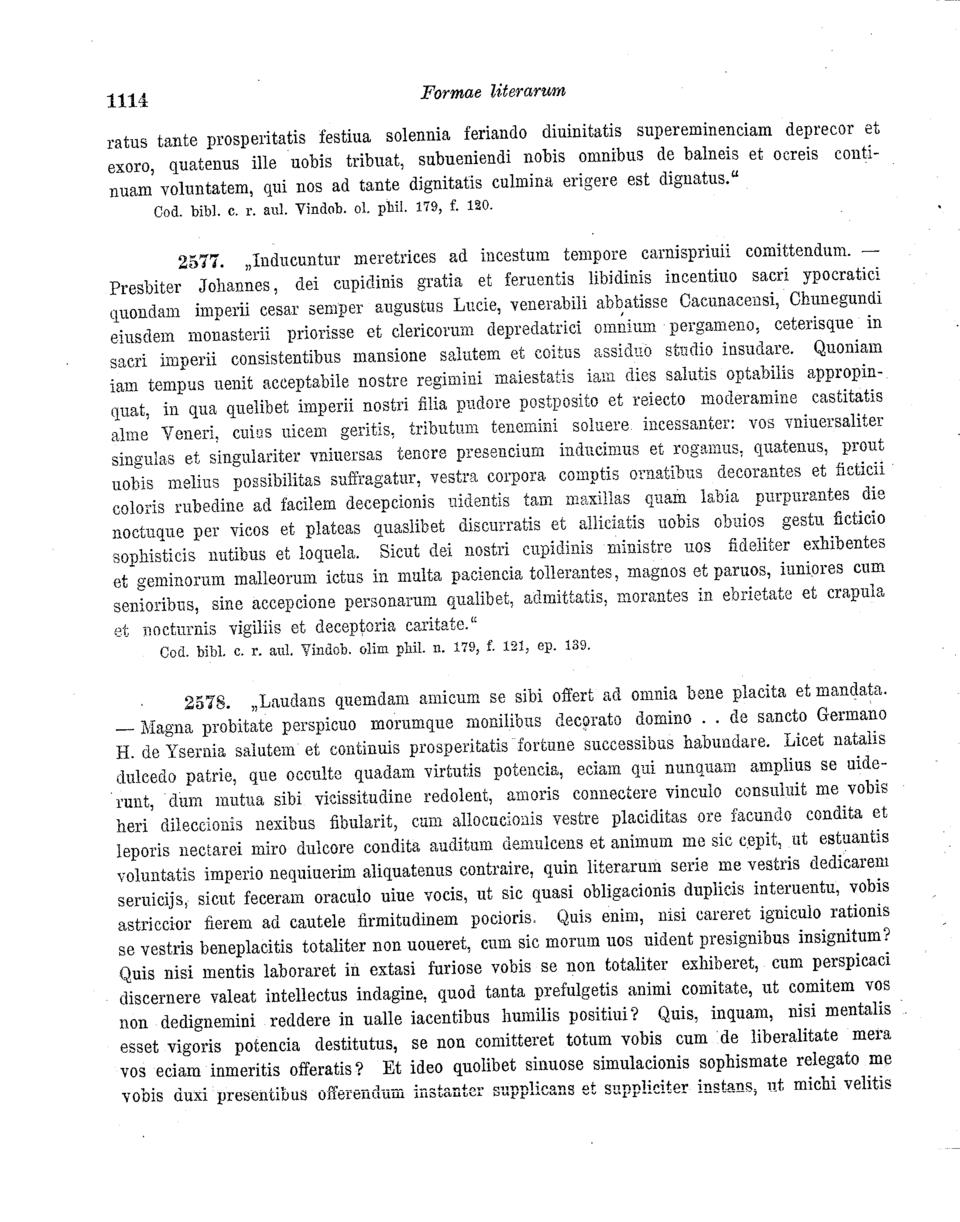 1114
Formae literarum
ratus tante prosperitatis festiua solennia feriando diuinitatis supereminenciam deprecor et
exoro, quatenus ille uobis tribuat, subueniendi nobis omnibus de balneis et ocreis conti-
nuam voluntatem, qui nos ad tante dignitatis culmina erigere est dignatus.“
Cod. bibl. c. r. aul. Vindob. ol. phil. 179, f. 120.
2577. „Inducuntur meretrices ad incestum tempore carnispriuii comittendum. —
Presbiter Johannes, dei cupidinis gratia et feruentis libidinis incentiuo sacri ypocratici
quondam imperii cesar semper augustus Lucie, venerabili abbatisse Cacunacensi, Chunegundi
eiusdem monasterii priorisse et clericorum depredatrici omnium pergameno, ceterisque in
sacri imperii consistentibus mansione salutem et coitus assiduo studio insudare. Quoniam
iam tempus uenit acceptabile nostre regimini maiestatis iam dies salutis optabilis appropin-
quat, in qua quelibet imperii nostri filia pudore postposito et reiecto moderamine castitatis
alme Veneri, cuius uicem geritis, tributum tenemini soluere incessanter: vos vniuersaliter
singulas et singulariter vniuersas tenore presencium inducimus et rogamus, quatenus, prout
uobis melius possibilitas suffragatur, vestra corpora comptis ornatibus decorantes et ficticii
coloris rubedine ad facilem decepcionis uidentis tam maxillas quam labia purpurantes die
noctuque per vicos et plateas quaslibet discurratis et alliciatis uobis obuios gestu ficticio
sophisticis nutibus et loquela. Sicut dei nostri cupidinis ministre uos fideliter exhibentes
et geminorum malleorum ictus in multa paciencia tollerantes, magnos et paruos, iuniores cum
senioribus, sine accepcione personarum qualibet, admittatis, morantes in ebrietate et crapula
et nocturnis vigiliis et deceptoria caritate.“
Cod. bibl. c. r. aul. Vindob. olim phil. n. 179, f. 121, ep. 139.
2578. „Laudans quemdam amicum se sibi offert ad omnia bene placita et mandata.
— Magna probitate perspicuo morumque monilibus decorato domino . . de sancto Germano
H. de Ysernia salutem et continuis prosperitatis fortune successibus habundare. Licet natalis
dulcedo patrie, que occulte quadam virtutis potencia, eciam qui nunquam amplius se uide-
runt, dum mutua sibi vicissitudine redolent, amoris connectere vinculo consuluit me vobis
heri dileccionis nexibus fibularit, cum allocucionis vestre placiditas ore facundo condita et
leporis nectarei miro dulcore condita auditum demulcens et animum me sic cepit, ut estuantis
voluntatis imperio nequiuerim aliquatenus contraire, quin literarum serie me vestris dedicarem
seruicijs, sicut feceram oraculo uiue vocis, ut sic quasi obligacionis duplicis interuentu, vobis
astriccior fierem ad cautele firmitudinem pocioris. Quis enim, nisi careret igniculo rationis
se vestris beneplacitis totaliter non uoueret, cum sic morum uos uident presignibus insignitum?
Quis nisi mentis laboraret in extasi furiose vobis se non totaliter exhiberet, cum perspicaci
discernere valeat intellectus indagine, quod tanta prefulgetis animi comitate, ut comitem vos
non dedignemini reddere in ualle iacentibus humilis positiui? Quis, inquam, nisi mentalis
esset vigoris potencia destitutus, se non comitteret totum vobis cum de liberalitate mera
vos eciam inmeritis offeratis? Et ideo quolibet sinuose simulacionis sophismate relegato me
vobis duxi presentibus offerendum instanter supplicans et suppliciter instans, ut michi velitis